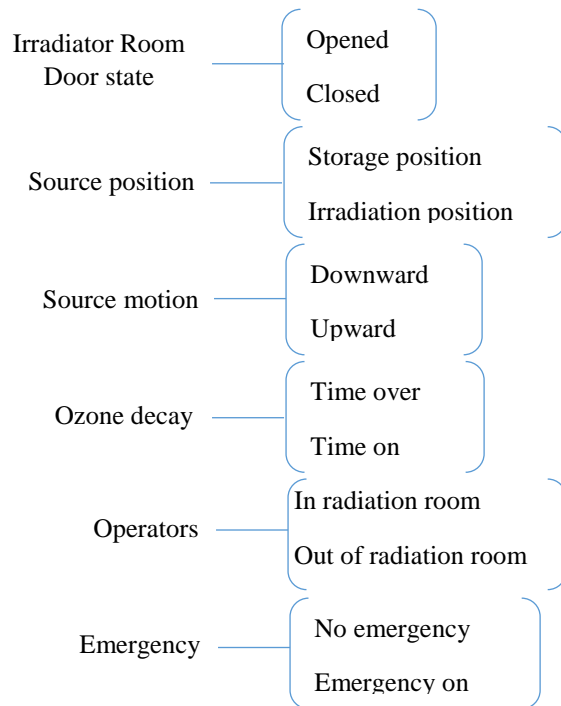 Irradiator Room
Door state
Opened
Closed
Source position
Storage position
Irradiation position
Source motion
Downward
Upward
Ozone decay
Time over
Time on
Operators
In radiation room
Out of radiation room
Emergency
No emergency
Emergency on